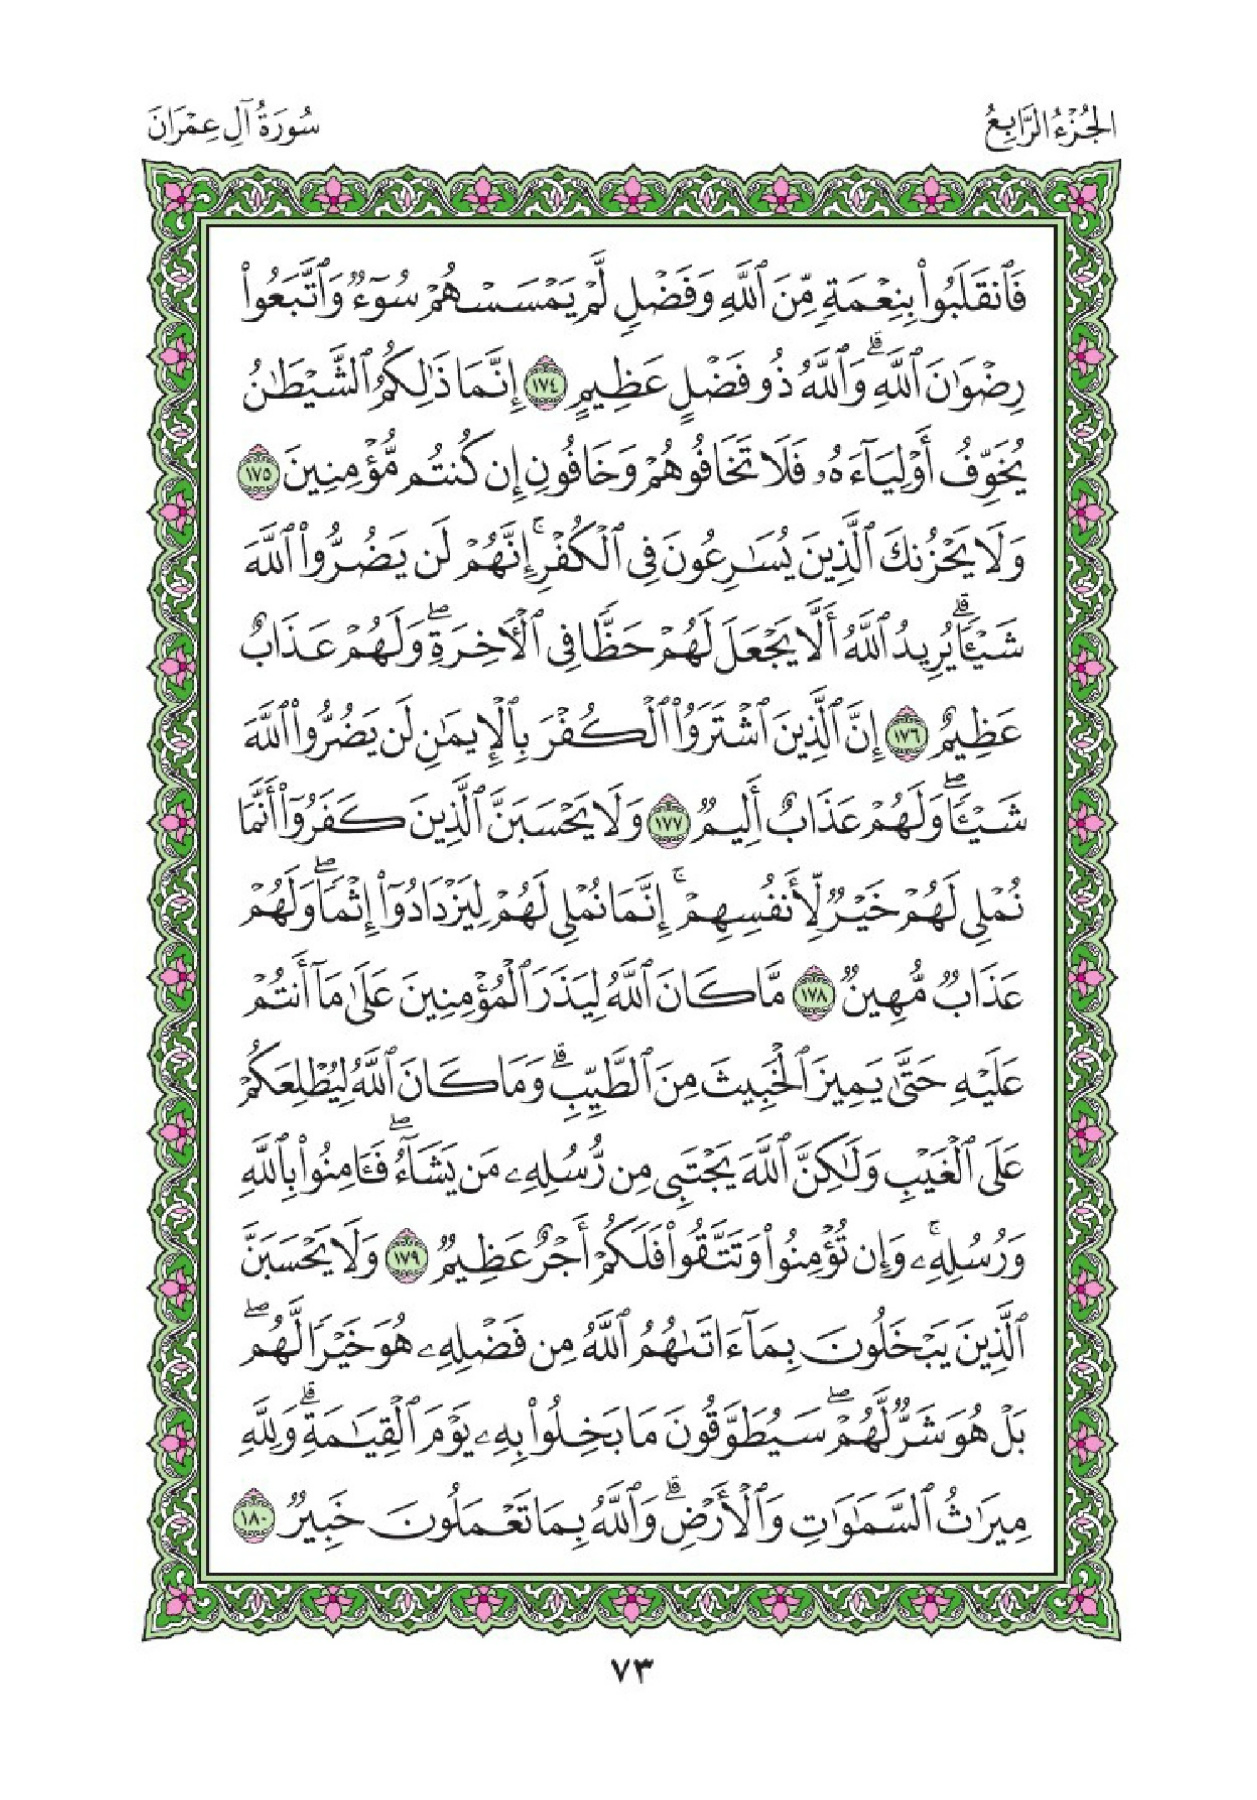 الجُزْءُ الرَّابِعُ
سُورَةُ آلِ عِمْرَانَ
فَٱنقَلَبُوا۟ بِنِعْمَةٍ مِّنَ ٱللَّهِ وَفَضْلٍ لَّمْ يَمْسَسْهُمْ سُوٓءٌ وَٱتَّبَعُوا۟
رِضْوَٰنَ ٱللَّهِ ۗ وَٱللَّهُ ذُو فَضْلٍ عَظِيمٍ ١٧٤ إِنَّمَا ذَٰلِكُمُ ٱلشَّيْطَٰنُ
يُخَوِّفُ أَوْلِيَآءَهُۥ فَلَا تَخَافُوهُمْ وَخَافُونِ إِن كُنتُم مُّؤْمِنِينَ ١٧٥
وَلَا يَحْزُنكَ ٱلَّذِينَ يُسَٰرِعُونَ فِى ٱلْكُفْرِ ۚ إِنَّهُمْ لَن يَضُرُّوا۟ ٱللَّهَ
شَيْـًٔا ۗ يُرِيدُ ٱللَّهُ أَلَّا يَجْعَلَ لَهُمْ حَظًّا فِى ٱلْـَٔاخِرَةِ ۖ وَلَهُمْ عَذَابٌ
عَظِيمٌ ١٧٦ إِنَّ ٱلَّذِينَ ٱشْتَرَوُا۟ ٱلْكُفْرَ بِٱلْإِيمَٰنِ لَن يَضُرُّوا۟ ٱللَّهَ
شَيْـًٔا ۖ وَلَهُمْ عَذَابٌ أَلِيمٌ ١٧٧ وَلَا يَحْسَبَنَّ ٱلَّذِينَ كَفَرُوٓا۟ أَنَّمَا
نُمْلِى لَهُمْ خَيْرٌ لِّأَنفُسِهِمْ ۚ إِنَّمَا نُمْلِى لَهُمْ لِيَزْدَادُوٓا۟ إِثْمًا ۖ وَلَهُمْ
عَذَابٌ مُّهِينٌ ١٧٨ مَّا كَانَ ٱللَّهُ لِيَذَرَ ٱلْمُؤْمِنِينَ عَلَىٰ مَآ أَنتُمْ
عَلَيْهِ حَتَّىٰ يَمِيزَ ٱلْخَبِيثَ مِنَ ٱلطَّيِّبِ ۗ وَمَا كَانَ ٱللَّهُ لِيُطْلِعَكُمْ
عَلَى ٱلْغَيْبِ وَلَٰكِنَّ ٱللَّهَ يَجْتَبِى مِن رُّسُلِهِۦ مَن يَشَآءُ ۖ فَـَٔامِنُوا۟ بِٱللَّهِ
وَرُسُلِهِۦ ۚ وَإِن تُؤْمِنُوا۟ وَتَتَّقُوا۟ فَلَكُمْ أَجْرٌ عَظِيمٌ ١٧٩ وَلَا يَحْسَبَنَّ
ٱلَّذِينَ يَبْخَلُونَ بِمَآ ءَاتَىٰهُمُ ٱللَّهُ مِن فَضْلِهِۦ هُوَ خَيْرًا لَّهُم ۖ
بَلْ هُوَ شَرٌّ لَّهُمْ ۖ سَيُطَوَّقُونَ مَا بَخِلُوا۟ بِهِۦ يَوْمَ ٱلْقِيَٰمَةِ ۗ وَلِلَّهِ
مِيرَٰثُ ٱلسَّمَٰوَٰتِ وَٱلْأَرْضِ ۗ وَٱللَّهُ بِمَا تَعْمَلُونَ خَبِيرٌ ١٨٠
٧٣